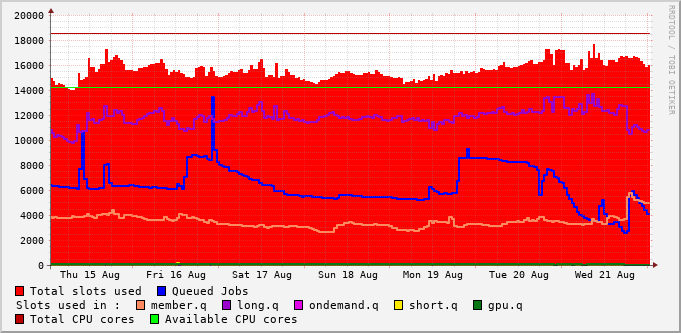 20000
18000
16000
14000
12000
10000
8000
6000
4000
2000
0
Thu 15 Aug Fri 16 Aug Sat 17 Aug Sun 18 Aug Mon 19 Aug Tue 20 Aug Wed 21 Aug
RRDTOOL / TOBI OETIKER
Total slots used Queued Jobs
Slots used in : member.q long.q ondemand.q short.q gpu.q
Total CPU cores Available CPU cores